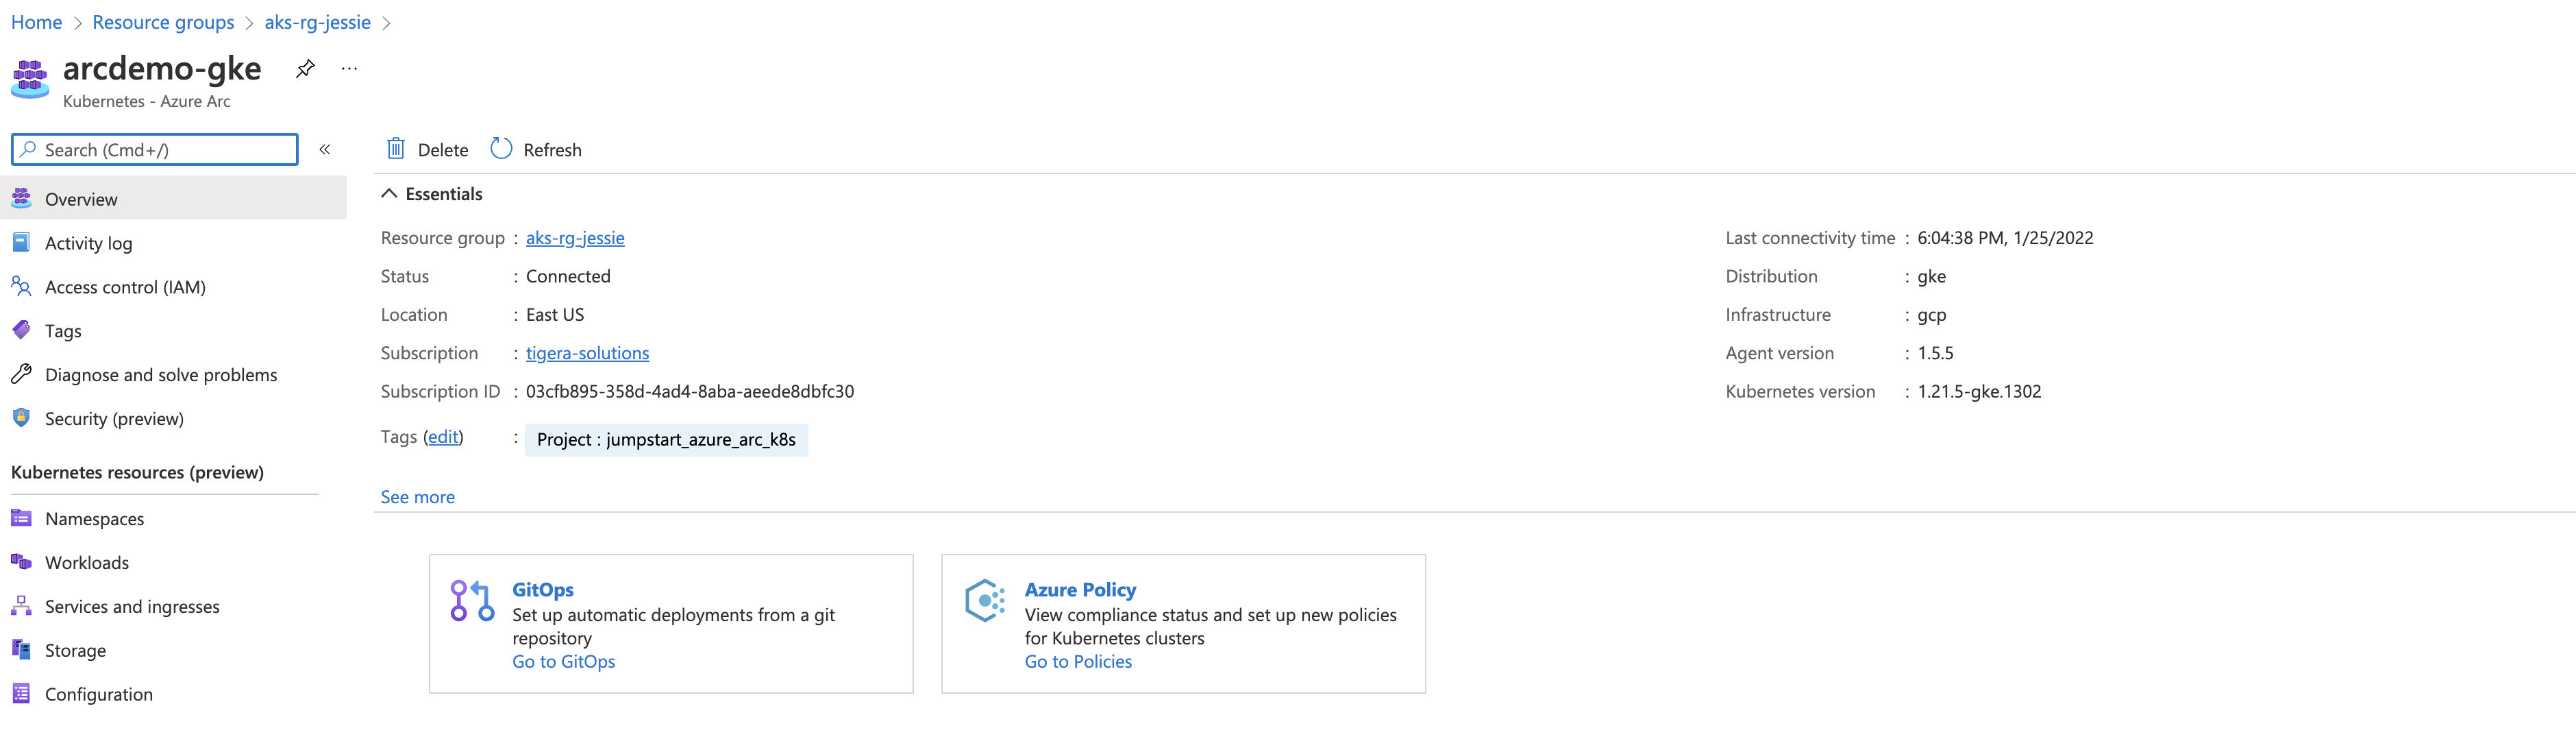 Home > Resource groups > aks-rg-jessie >
arcdemo-gke ...
Kubernetes - Azure Arc
Search (Cmd+/) «
Overview
Activity log
Access control (IAM)
Tags
Diagnose and solve problems
Security (preview)
Kubernetes resources (preview)
Namespaces
Workloads
Services and ingresses
Storage
Configuration
Delete Refresh
Essentials
Resource group : aks-rg-jessie
Status : Connected
Location : East US
Subscription : tigera-solutions
Subscription ID : 03cfb895-358d-4ad4-8aba-aeede8dbfc30
Tags (edit) : Project : jumpstart_azure_arc_k8s
See more
Last connectivity time : 6:04:38 PM, 1/25/2022
Distribution : gke
Infrastructure : gcp
Agent version : 1.5.5
Kubernetes version : 1.21.5-gke.1302
GitOps
Set up automatic deployments from a git
repository
Go to GitOps
Azure Policy
View compliance status and set up new policies
for Kubernetes clusters
Go to Policies